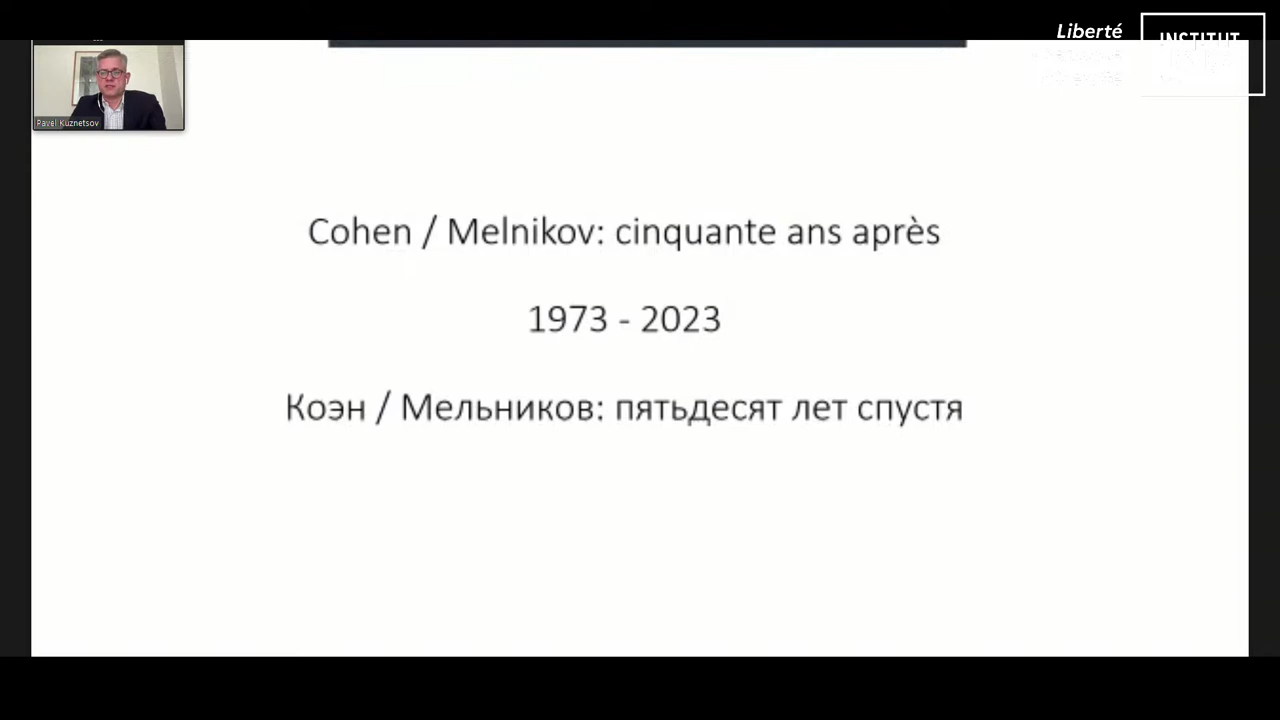 Liberté
INSTITUT
Pavel Kuznetsov
Cohen / Melnikov: cinquante ans après
1973 - 2023
Коэн / Мельников: пятьдесят лет спустя